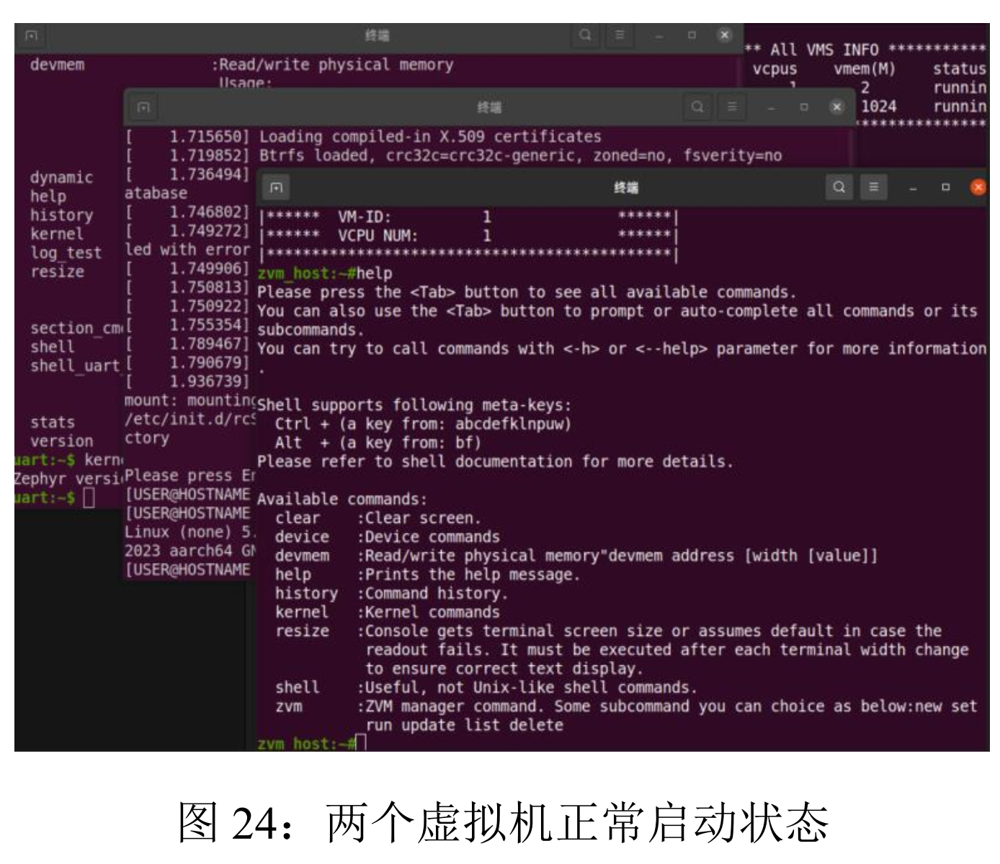 终端
devmem :Read/write physical memory
Usage:
dynamic
help
history
kernel
log_test
resize
shell
shell_uart
stats
version
uart:~$ kern
Zephyr versi
uart:~$
** All VMS INFO ***********
vcpus vmem(M) status
1 2 runnin
1024 runnin
***************
终端
[ 1.715650] Loading compiled-in X.509 certificates
[ 1.719852] Btrfs loaded, crc32c=crc32c-generic, zoned=no, fsverity=no
[ 1.736494]
atabase
[ 1.746802]
[ 1.749272]
led with error
[ 1.749906]
[ 1.750813]
[ 1.750922]
[ 1.755354]
[ 1.789467]
[ 1.790679]
[ 1.936739]
mount: mounting
/etc/init.d/rcS
ctory
Please press En
[USER@HOSTNAME
[USER@HOSTNAME
Linux (none) 5.
2023 aarch64 GN
[USER@HOSTNAME
终端
|****** VM-ID: 1 ******|
|****** VCPU NUM: 1 ******|
|*********************************************|
zvm_host:~#help
Please press the <Tab> button to see all available commands.
You can also use the <Tab> button to prompt or auto-complete all commands or its
subcommands.
You can try to call commands with <-h> or <--help> parameter for more information
.
Shell supports following meta-keys:
Ctrl + (a key from: abcdefklnpuw)
Alt + (a key from: bf)
Please refer to shell documentation for more details.
Available commands:
clear :Clear screen.
device :Device commands
devmem :Read/write physical memory"devmem address [width [value]]
help :Prints the help message.
history :Command history.
kernel :Kernel commands
resize :Console gets terminal screen size or assumes default in case the
readout fails. It must be executed after each terminal width change
to ensure correct text display.
shell :Useful, not Unix-like shell commands.
zvm :ZVM manager command. Some subcommand you can choice as below:new set
run update list delete
zvm_host:~#
图 24：两个虚拟机正常启动状态